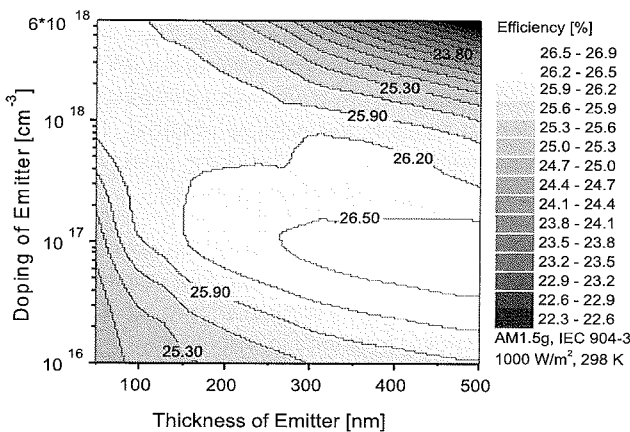 6*10 18
10 18
10 17
10 16
Doping of Emitter [cm-3]
23.80
25.30
25.90
26.20
26.50
25.90
25.30
100 200 300 400 500
Thickness of Emitter [nm]
Efficiency [%]
26.5 - 26.9
26.2 - 26.5
25.9 - 26.2
25.6 - 25.9
25.3 - 25.6
25.0 - 25.3
24.7 - 25.0
24.4 - 24.7
24.1 - 24.4
23.8 - 24.1
23.5 - 23.8
23.2 - 23.5
22.9 - 23.2
22.6 - 22.9
22.3 - 22.6
AM1.5g, IEC 904-3
1000 W/m², 298 K